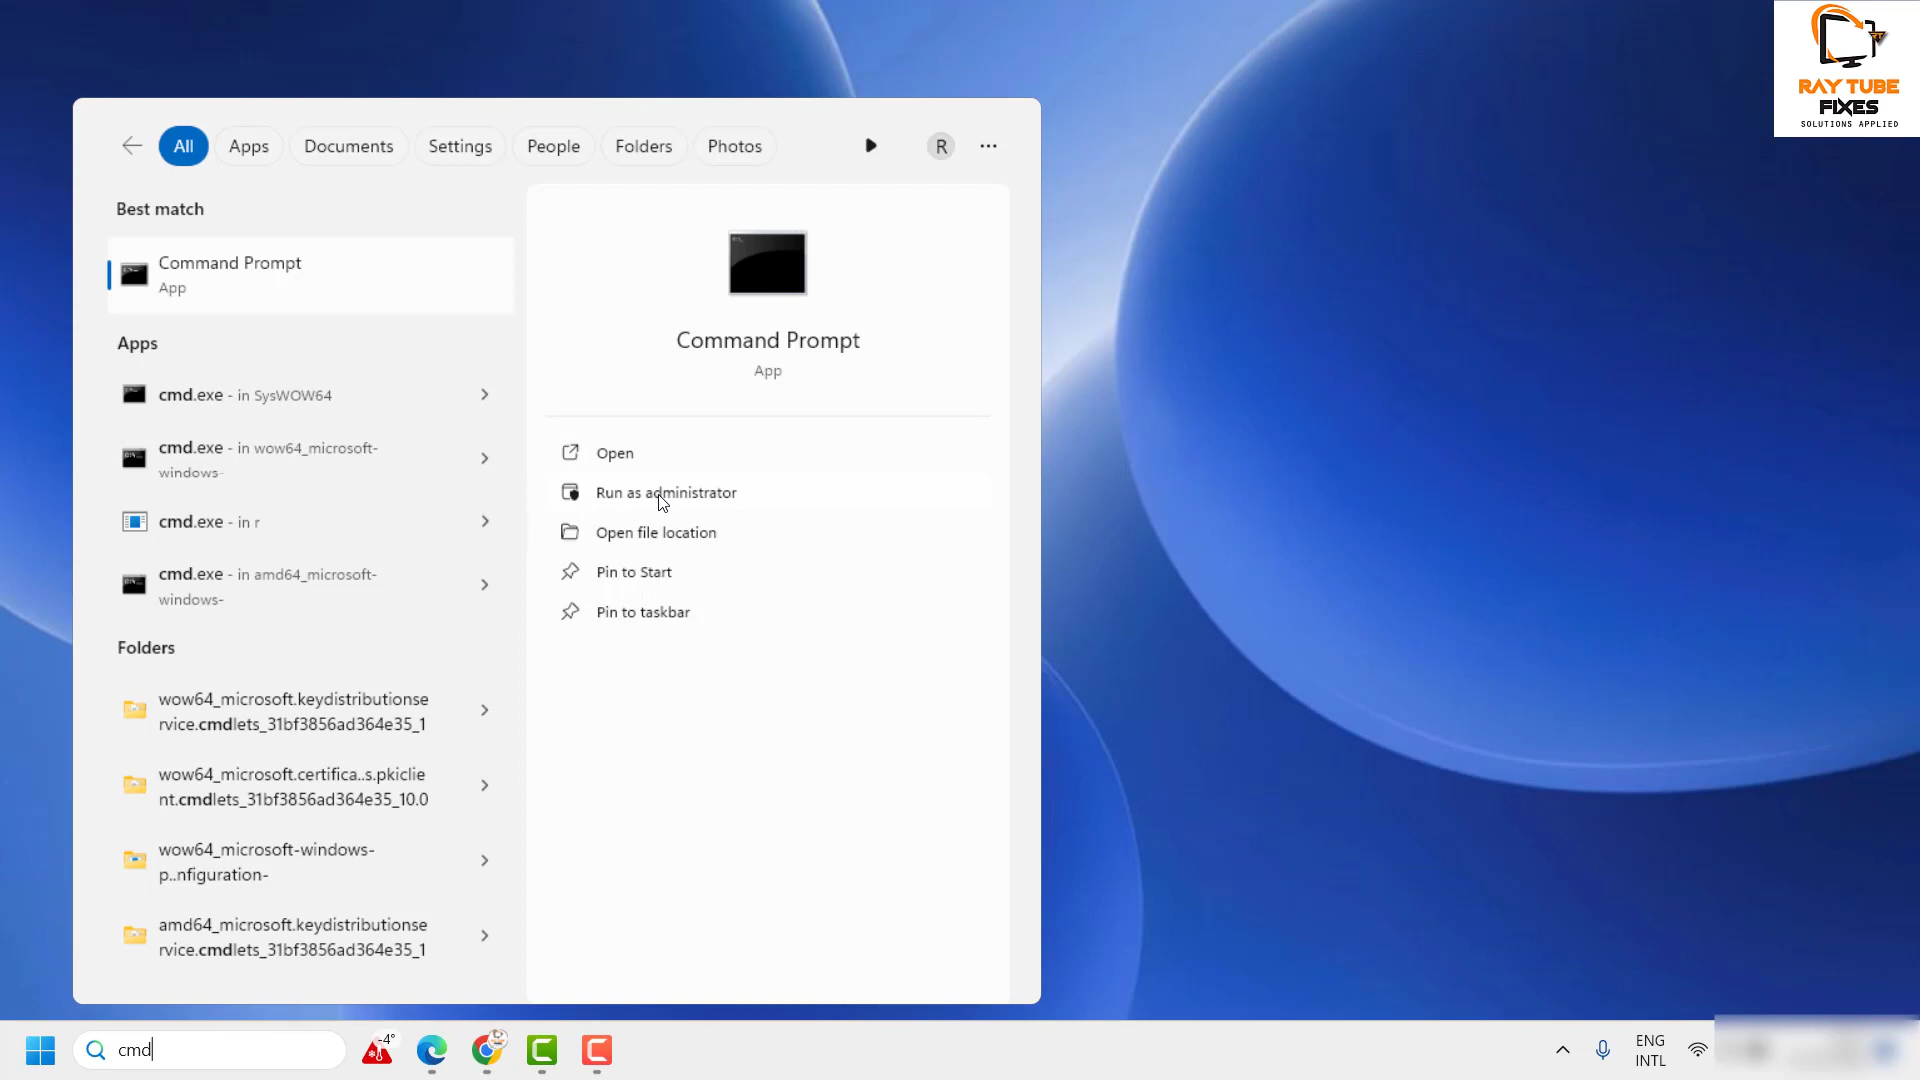 RAY TUBE
FIXES
SOLUTIONS APPLIED
All
Apps
Documents
Settings
People
Folders
Photos
R
Best match
Command Prompt
App
Apps
cmd.exe - in SysWOW64
cmd.exe - in wow64_microsoft-
windows-
cmd.exe - in r
cmd.exe - in amd64_microsoft-
windows-
Folders
wow64_microsoft.keydistributionse
rvice.cmdlets_31bf3856ad364e35_1
wow64_microsoft.certifica..s.pkiclie
nt.cmdlets_31bf3856ad364e35_10.0
wow64_microsoft-windows-
p..nfiguration-
amd64_microsoft.keydistributionse
rvice.cmdlets_31bf3856ad364e35_1
Command Prompt
App
Open
Run as administrator
Open file location
Pin to Start
Pin to taskbar
cmd
-4°
ENG
INTL